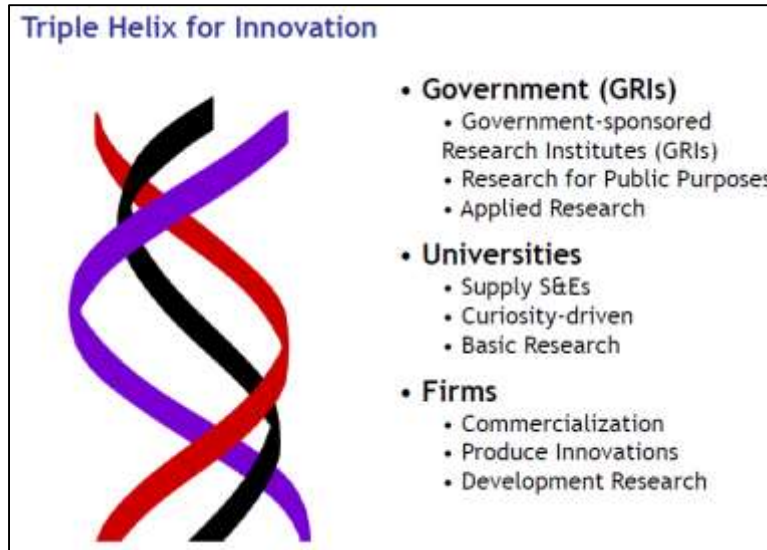 Triple Helix for Innovation
• Government (GRIs)
• Government-sponsored
Research Institutes (GRIs)
• Research for Public Purposes
• Applied Research
• Universities
• Supply S&Es
• Curiosity-driven
• Basic Research
• Firms
• Commercialization
• Produce Innovations
• Development Research